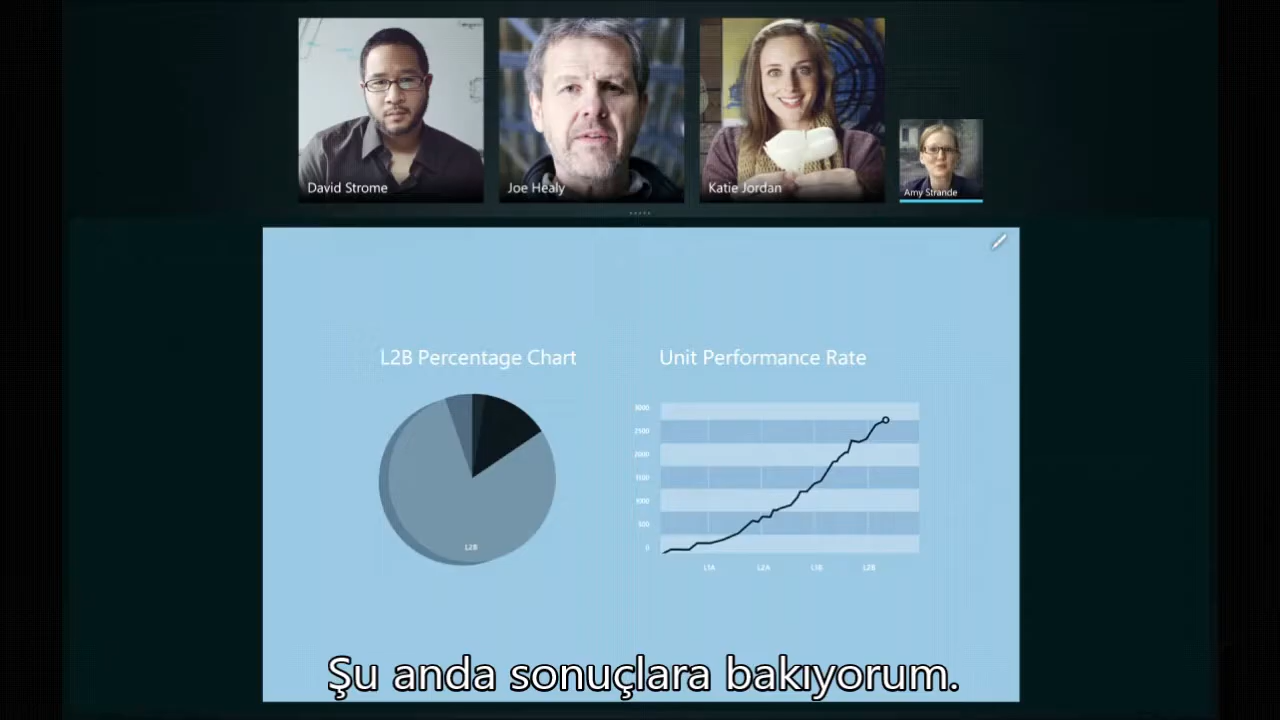 David Strome
Joe Healy
Katie Jordan
Amy Strande
L2B Percentage Chart
Unit Performance Rate
3000
2500
2000
1500
1000
500
0
L2B
L1A
L2A
L1B
L2B
Şu anda sonuçlara bakıyorum.